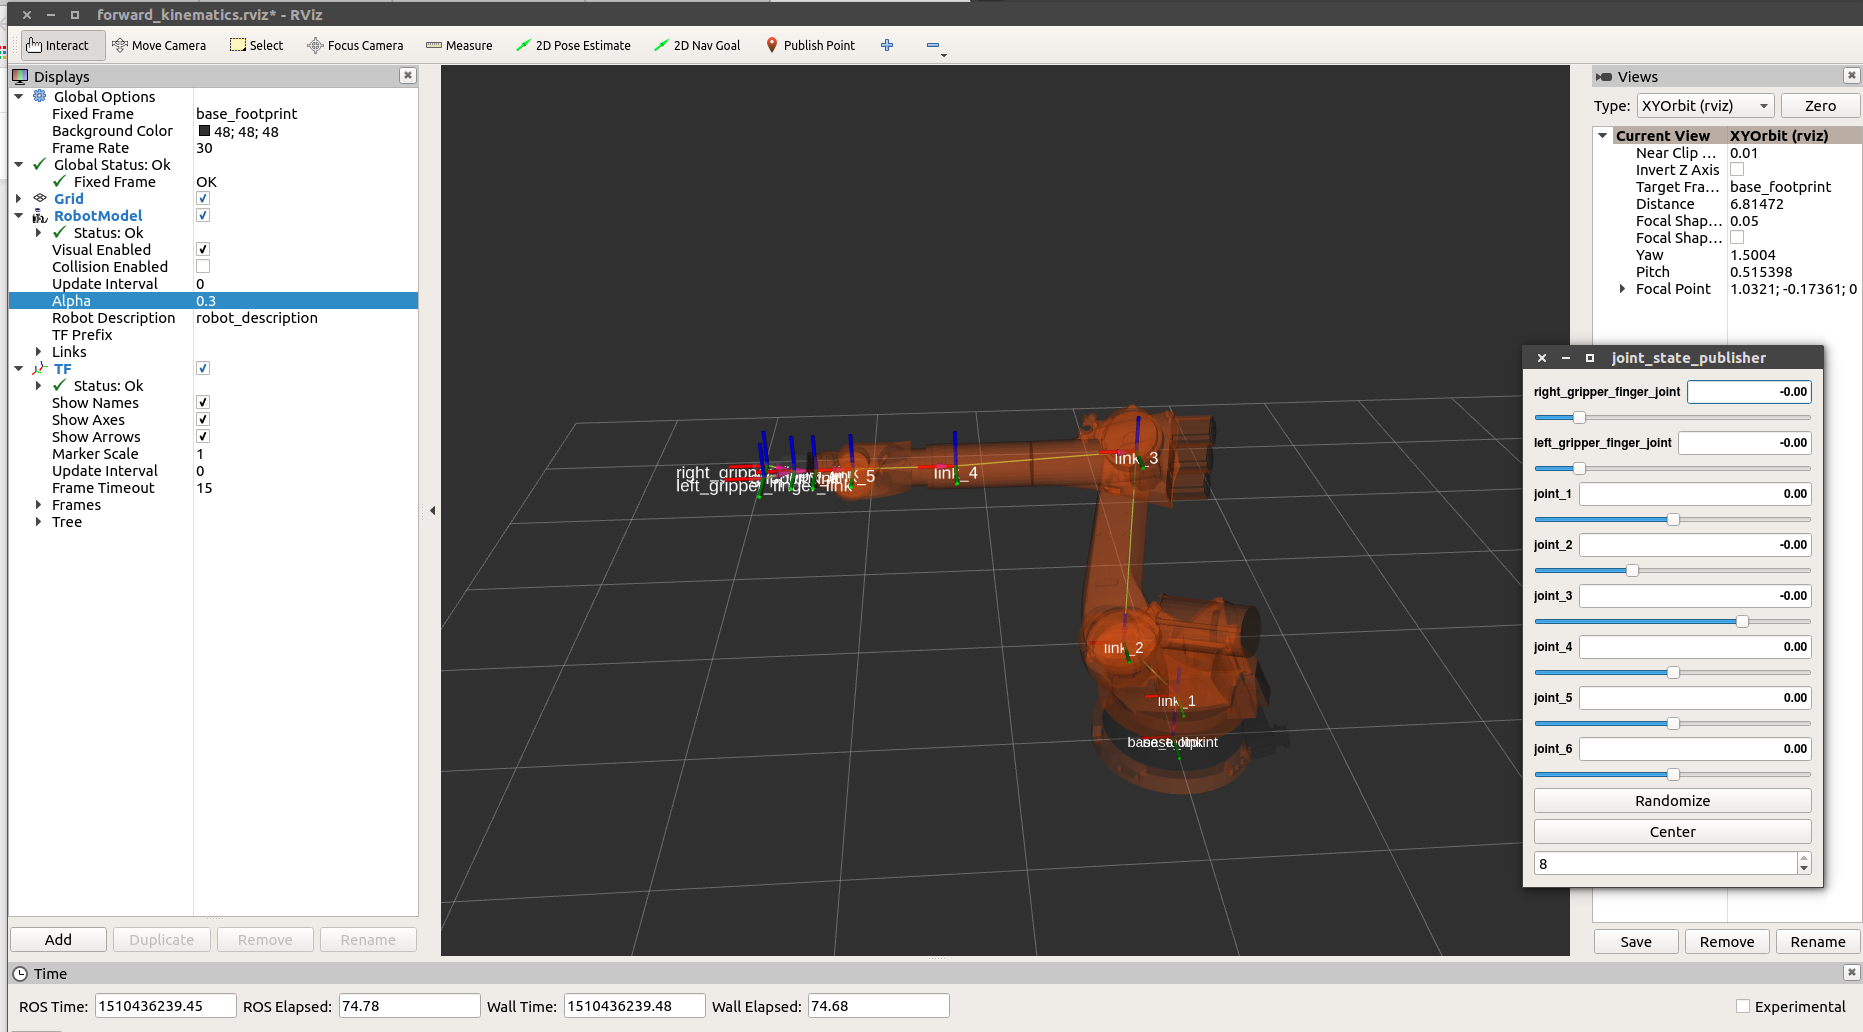 forward_kinematics.rviz* - RViz
Interact Move Camera Select Focus Camera Measure 2D Pose Estimate 2D Nav Goal Publish Point
Displays
Global Options
Fixed Frame base_footprint
Background Color 48; 48; 48
Frame Rate 30
Global Status: Ok
Fixed Frame OK
Grid
RobotModel
Status: Ok
Visual Enabled
Collision Enabled
Update Interval 0
Alpha 0.3
Robot Description robot_description
TF Prefix
Links
TF
Status: Ok
Show Names
Show Axes
Show Arrows
Marker Scale 1
Update Interval 0
Frame Timeout 15
Frames
Tree
Add Duplicate Remove Rename
link_3
link_4
left_gripper_finger_link
link_2
link_1
Views
Type: XYOrbit (rviz) Zero
Current View XYOrbit (rviz)
Near Clip ... 0.01
Invert Z Axis
Target Fra... base_footprint
Distance 6.81472
Focal Shap... 0.05
Focal Shap...
Yaw 1.5004
Pitch 0.515398
Focal Point 1.0321; -0.17361; 0
joint_state_publisher
right_gripper_finger_joint -0.00
left_gripper_finger_joint -0.00
joint_1 0.00
joint_2 -0.00
joint_3 -0.00
joint_4 0.00
joint_5 0.00
joint_6 0.00
Randomize
Center
8
Save Remove Rename
Time
ROS Time: 1510436239.45 ROS Elapsed: 74.78 Wall Time: 1510436239.48 Wall Elapsed: 74.68 Experimental